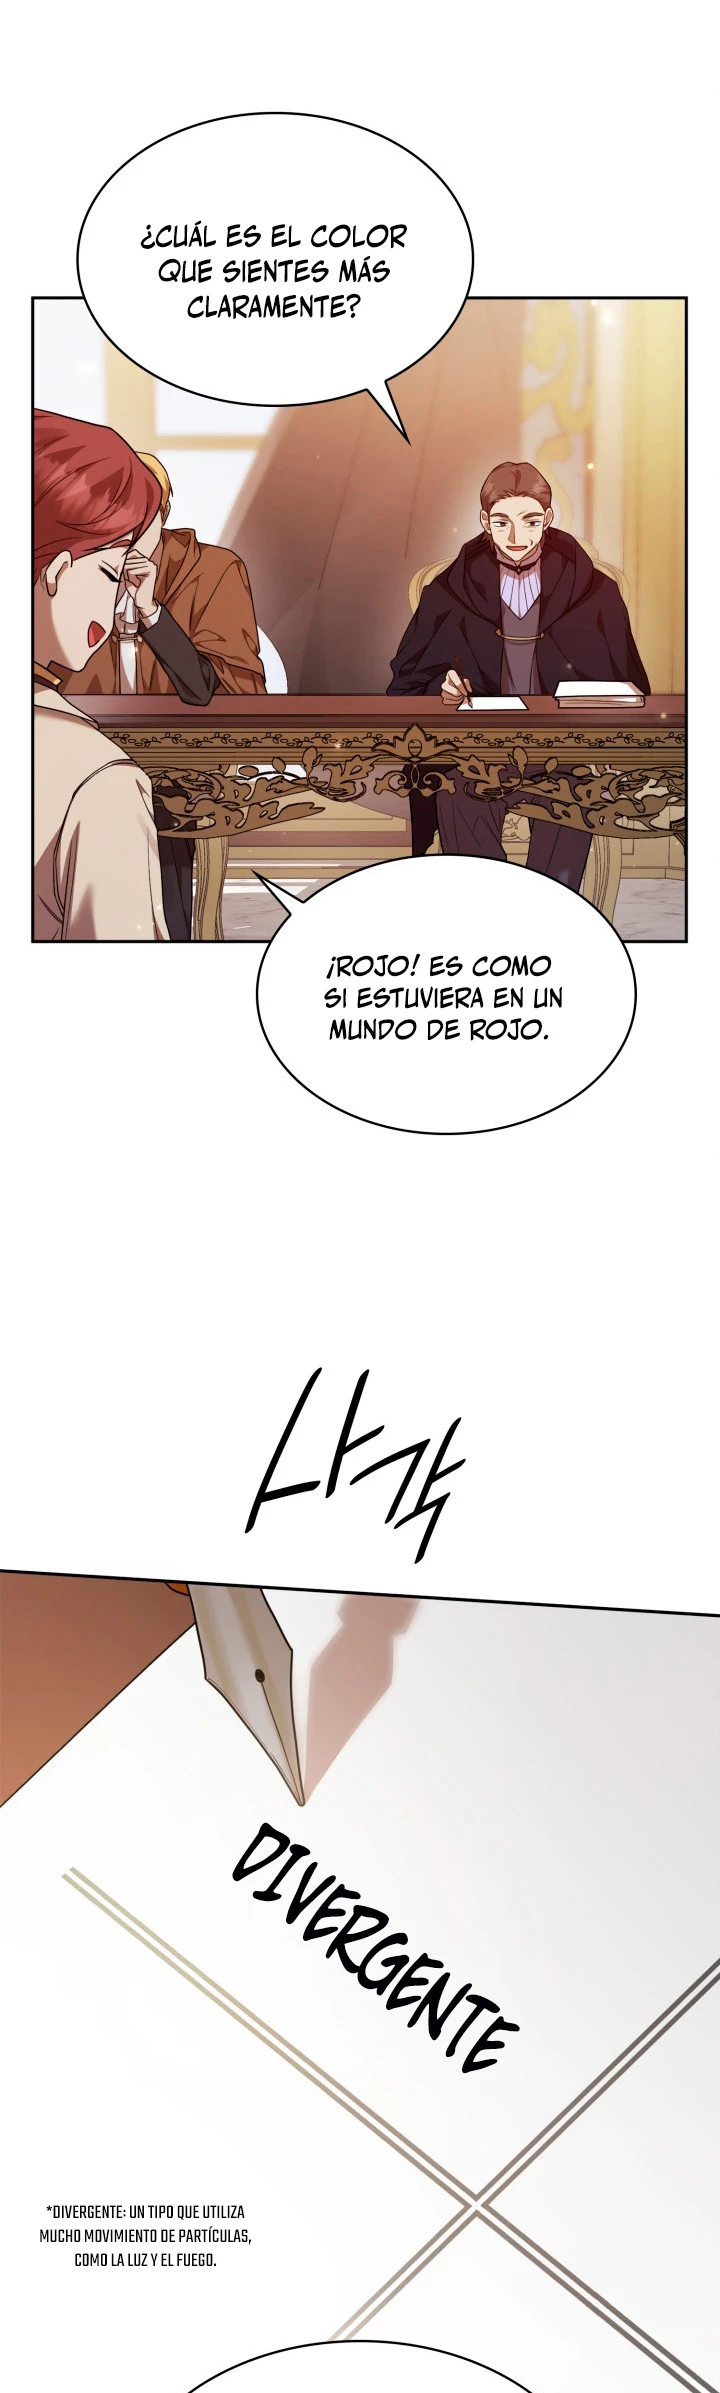 ¿CUÁL ES EL COLOR
QUE SIENTES MÁS
CLARAMENTE?
¡ROJO! ES COMO
SI ESTUVIERA EN UN
MUNDO DE ROJO.
사각
DIVERGENTE
*DIVERGENTE: UN TIPO QUE UTILIZA
MUCHO MOVIMIENTO DE PARTÍCULAS,
COMO LA LUZ Y EL FUEGO.